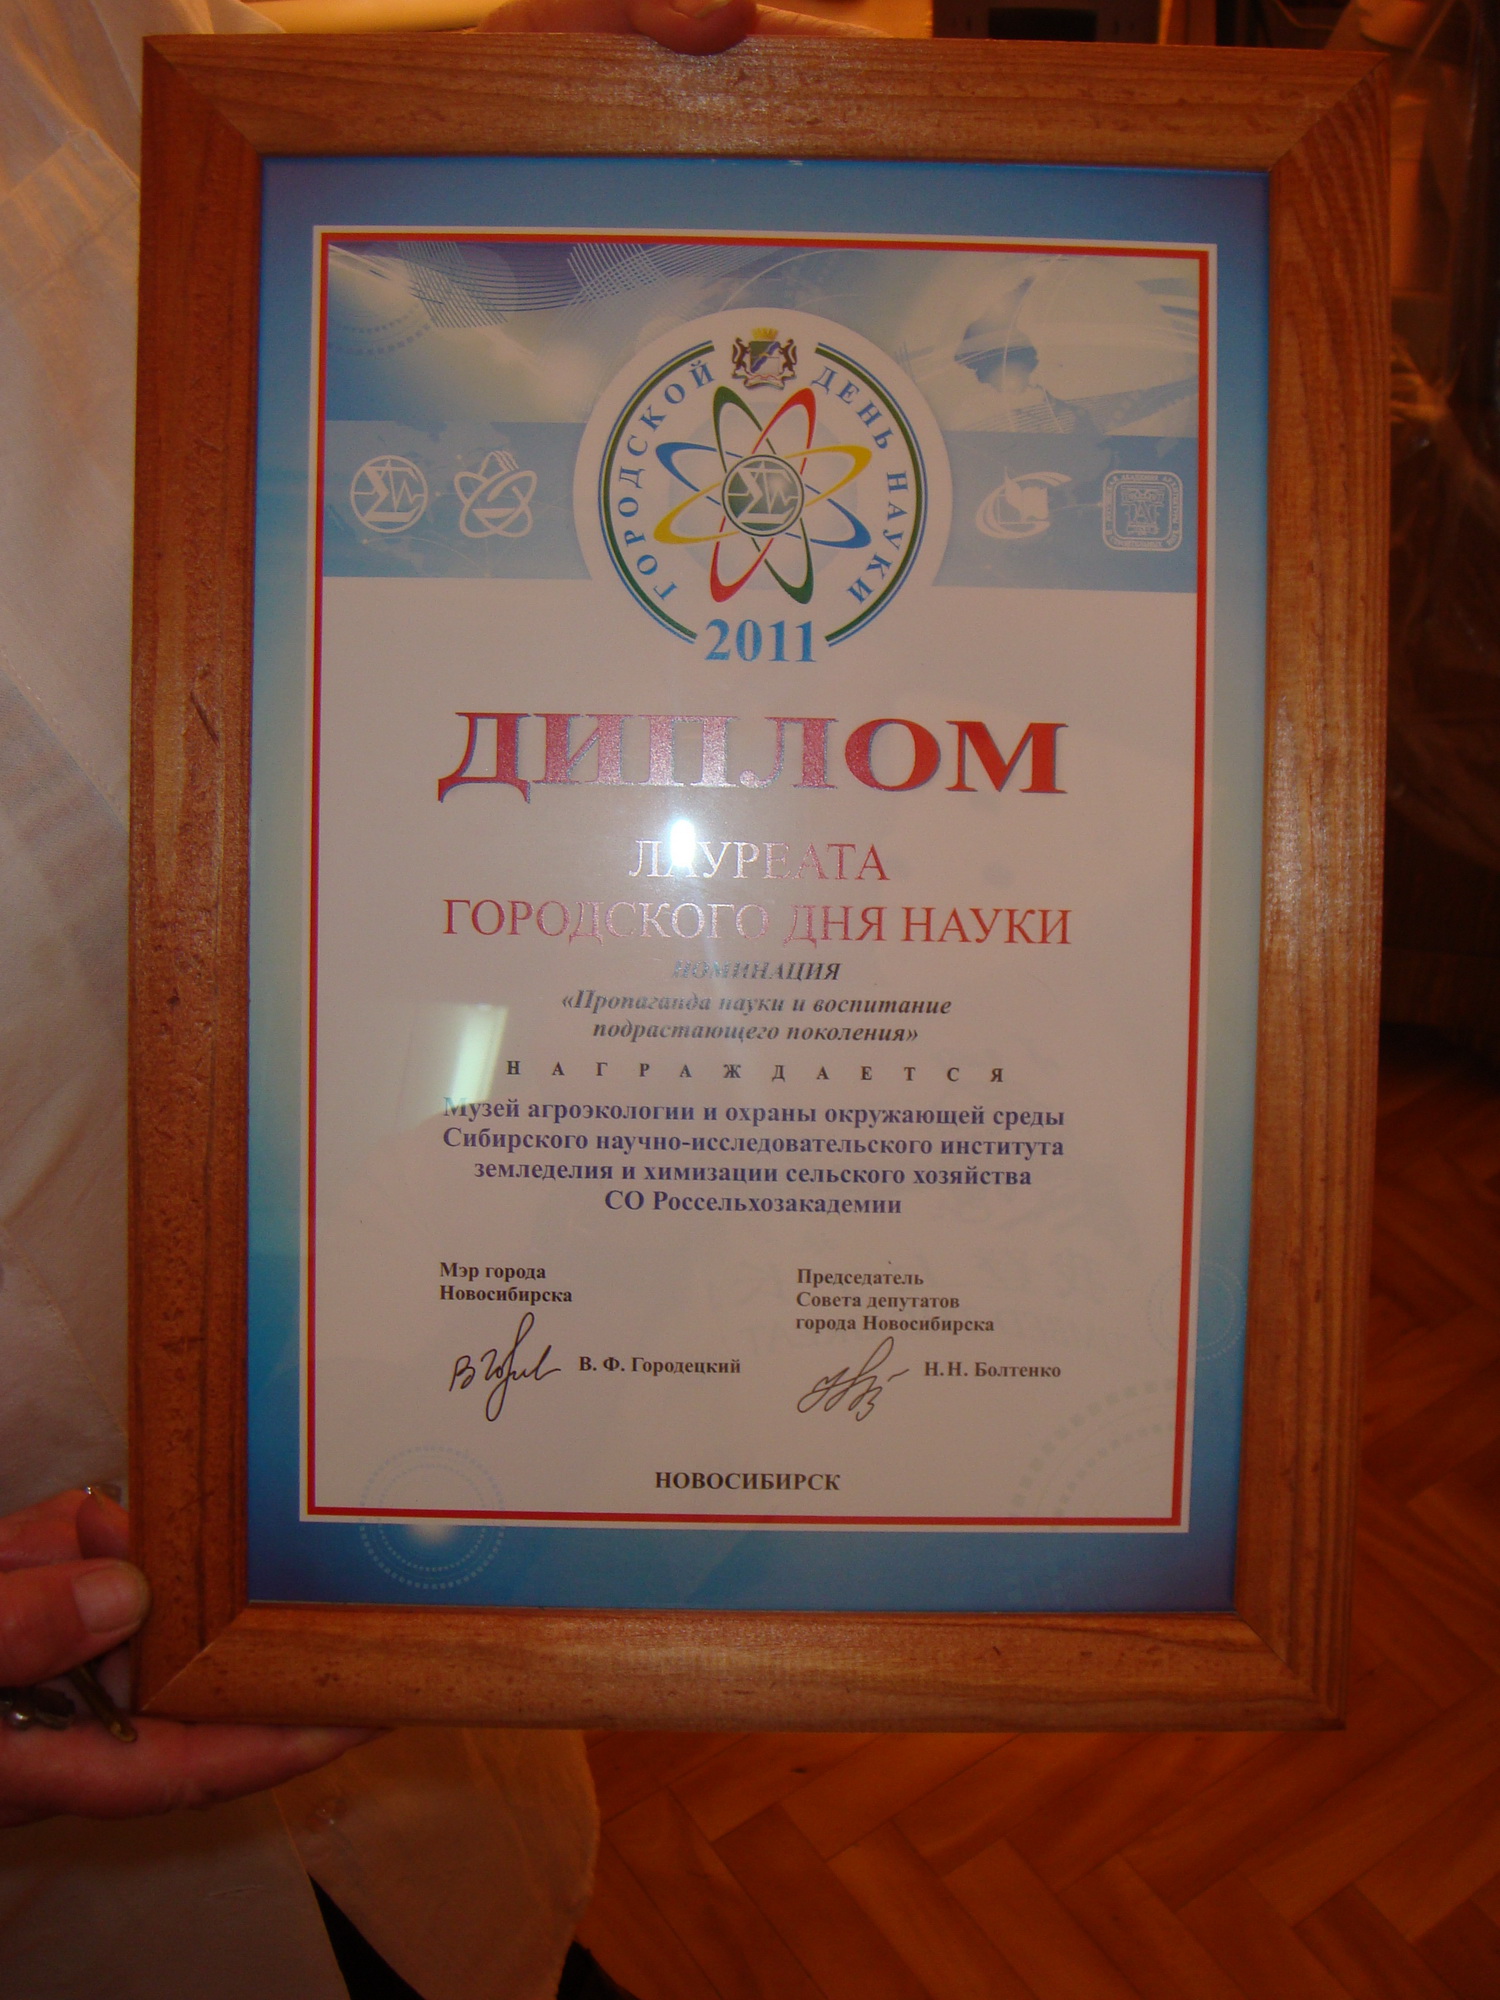 ГОРОДСКОЙ ДЕНЬ НАУКИ
2011
ДИПЛОМ
ЛАУРЕАТА
ГОРОДСКОГО ДНЯ НАУКИ
НОМИНАЦИЯ
«Пропаганда науки и воспитание
подрастающего поколения»
НАГРАЖДАЕТСЯ
Музей агроэкологии и охраны окружающей среды
Сибирского научно-исследовательского института
земледелия и химизации сельского хозяйства
СО Россельхозакадемии
Мэр города
Новосибирска
В. Ф. Городецкий
Председатель
Совета депутатов
города Новосибирска
Н. Н. Болтенко
НОВОСИБИРСК